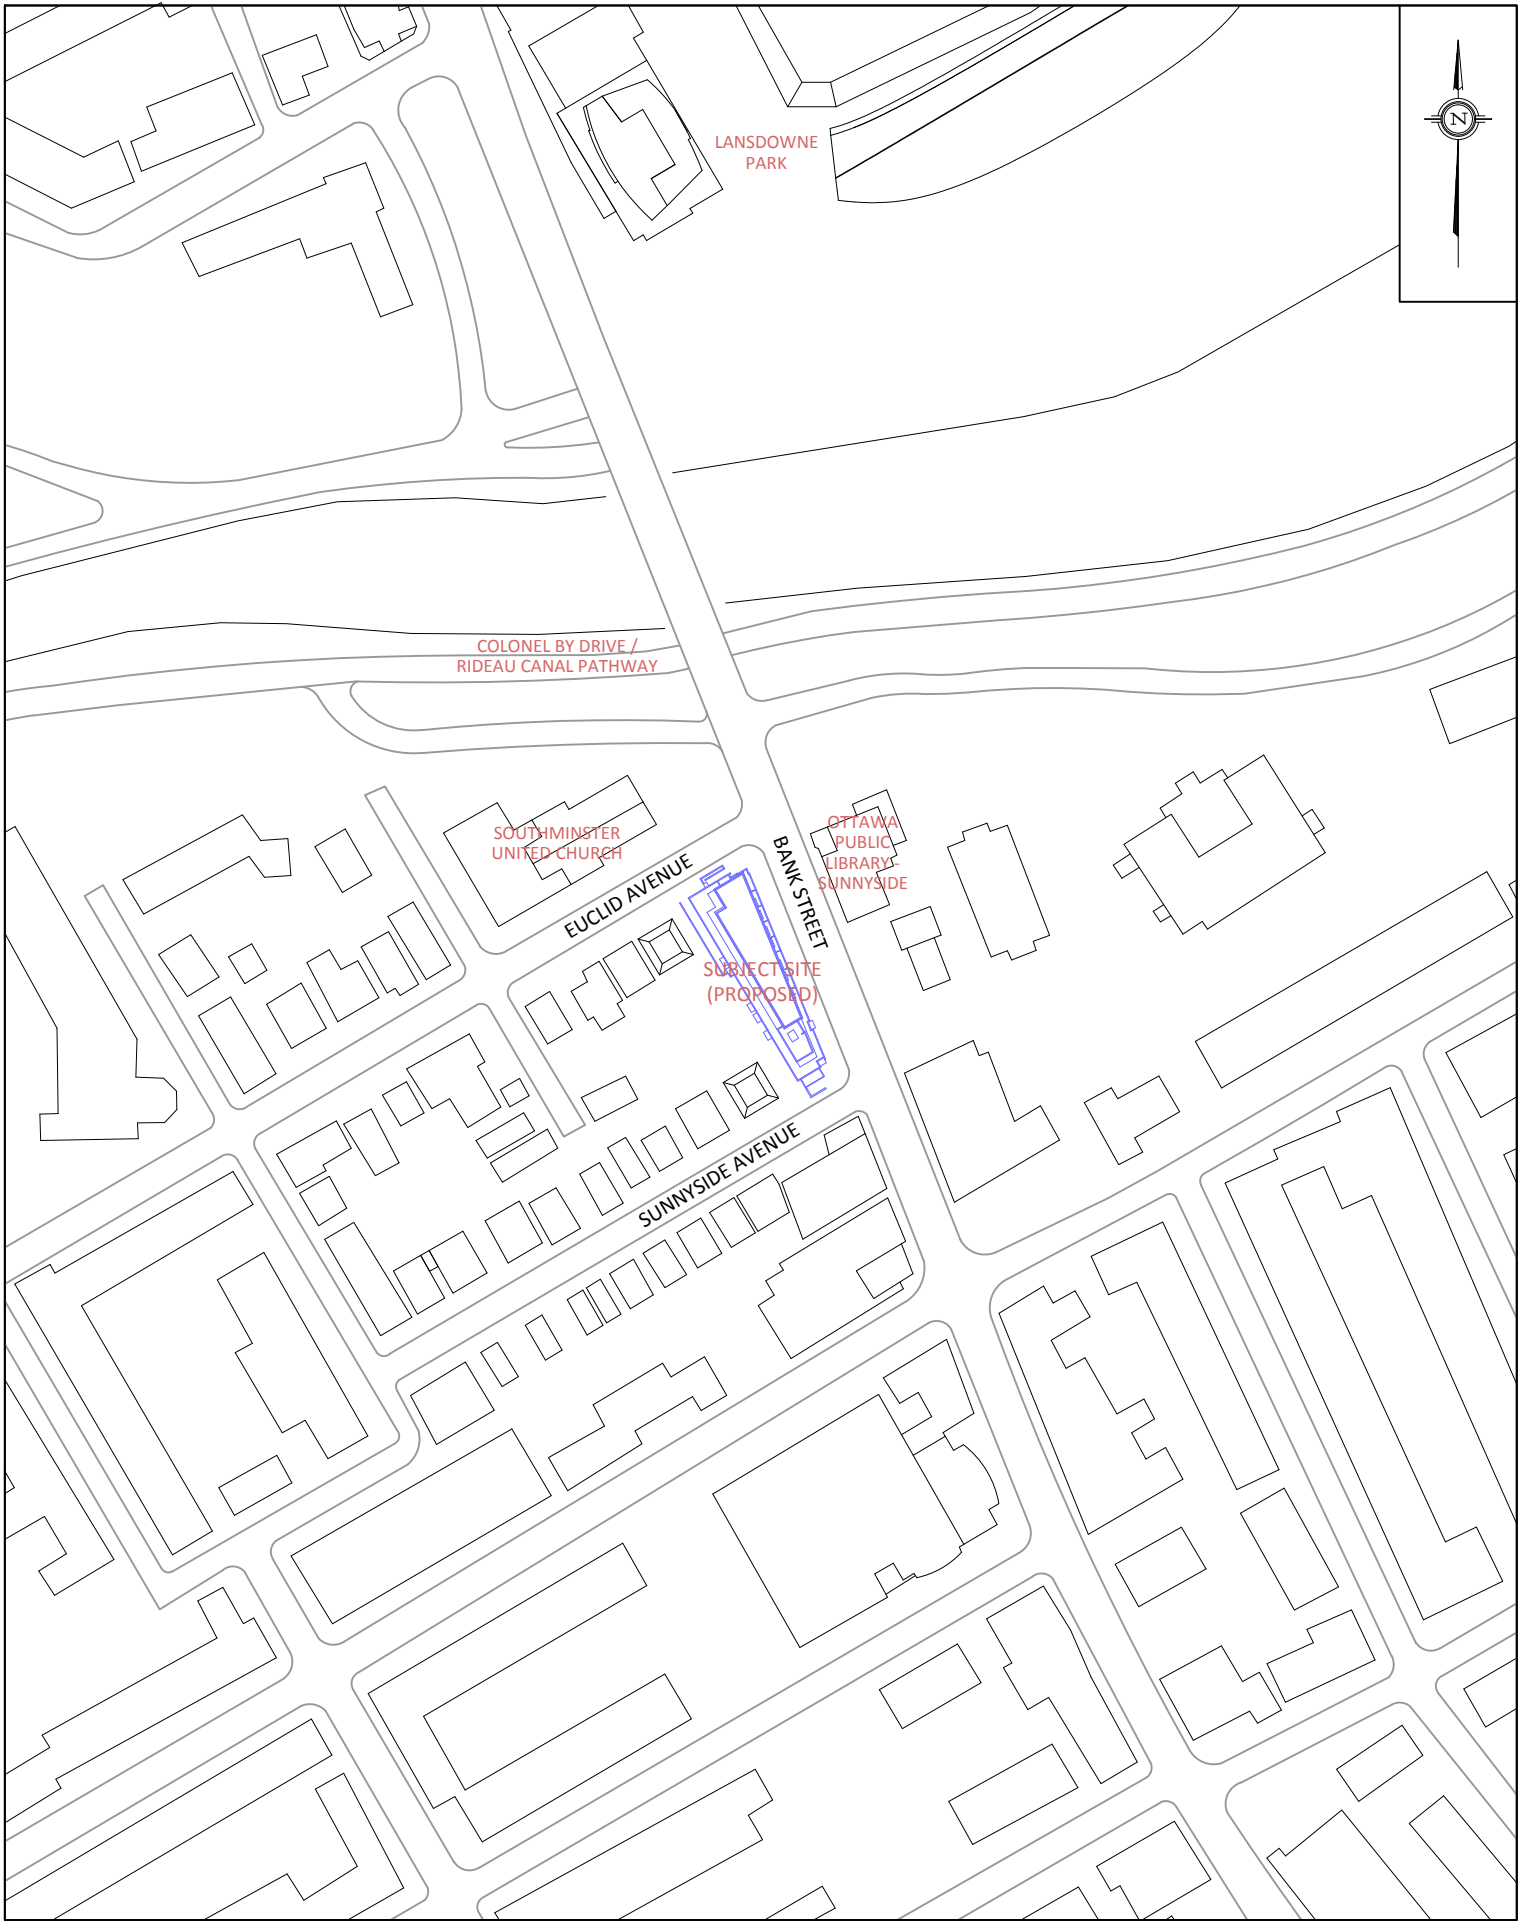 LANSDOWNE
PARK
N
COLONEL BY DRIVE /
RIDEAU CANAL PATHWAY
SOUTHMINSTER
UNITED CHURCH
OTTAWA
PUBLIC
LIBRARY -
SUNNYSIDE
EUCLID AVENUE
BANK STREET
SUBJECT SITE
(PROPOSED)
SUNNYSIDE AVENUE